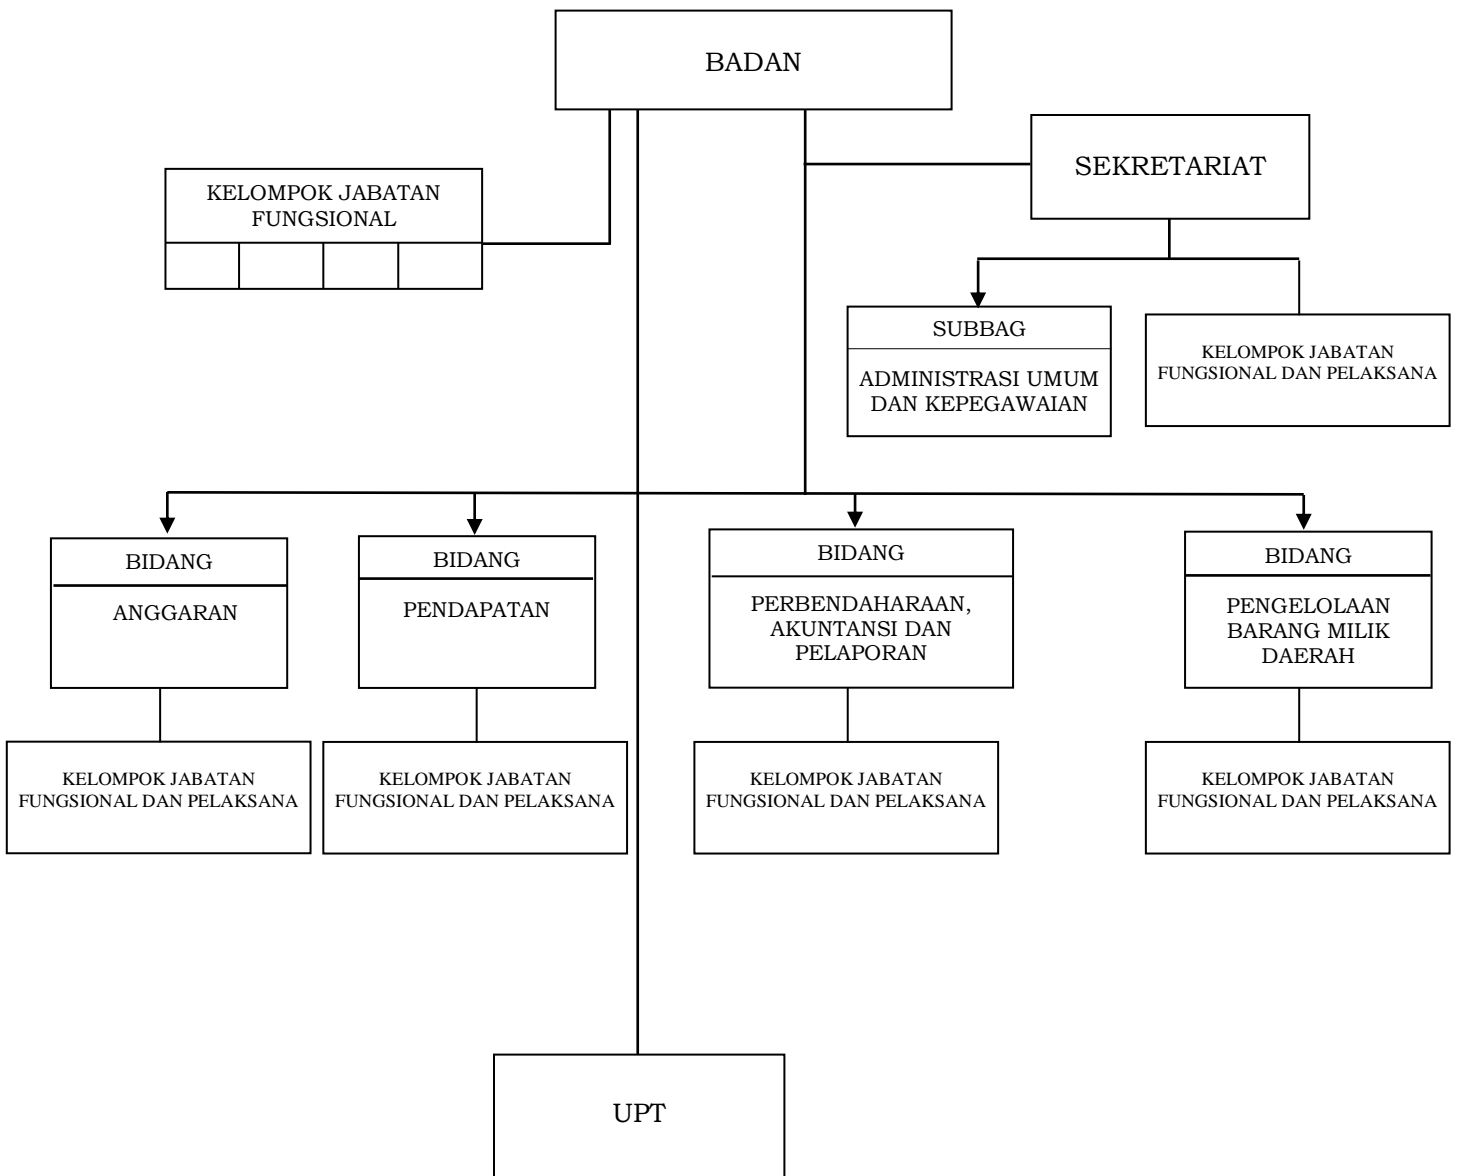 BADAN
SEKRETARIAT
KELOMPOK JABATAN
FUNGSIONAL
SUBBAG
ADMINISTRASI UMUM
DAN KEPEGAWAIAN
KELOMPOK JABATAN
FUNGSIONAL DAN PELAKSANA
BIDANG
ANGGARAN
BIDANG
PENDAPATAN
BIDANG
PERBENDAHARAAN,
AKUNTANSI DAN
PELAPORAN
BIDANG
PENGELOLAAN
BARANG MILIK
DAERAH
KELOMPOK JABATAN
FUNGSIONAL DAN PELAKSANA
KELOMPOK JABATAN
FUNGSIONAL DAN PELAKSANA
KELOMPOK JABATAN
FUNGSIONAL DAN PELAKSANA
KELOMPOK JABATAN
FUNGSIONAL DAN PELAKSANA
UPT